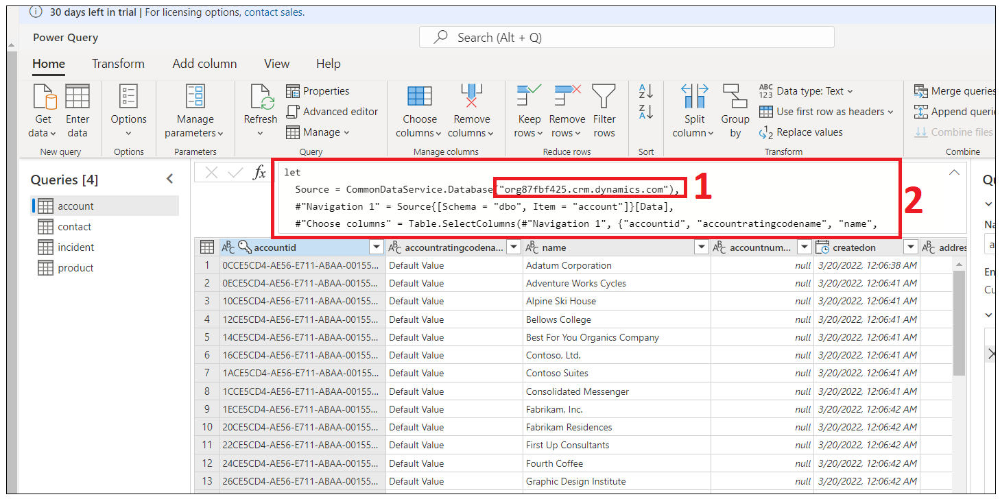 30 days left in trial | For licensing options, contact sales.
Power Query
Search (Alt + Q)
Home Transform Add column View Help
Get data
Enter data
Options
Manage parameters
Refresh
Properties
Advanced editor
Manage
Choose columns
Remove columns
Keep rows
Remove rows
Filter rows
A Z
Z A
Split column
Group by
ABC 123 Data type: Text
Use first row as headers
1 2 Replace values
Merge queries
Append querie
Combine files
New query Options Parameters Query Manage columns Reduce rows Sort Transform Combine
Queries [4]
account
contact
incident
product
fx
let
Source = CommonDataService.Database("org87fbf425.crm.dynamics.com"),
#"Navigation 1" = Source{[Schema = "dbo", Item = "account"]}[Data],
#"Choose columns" = Table.SelectColumns(#"Navigation 1", {"accountid", "accountratingcodename", "name",
1
2
ABC accountid ABC accountratingcodena... ABC name ABC accountnum... createdon ABC addres
1 0CCE5CD4-AE56-E711-ABAA-00155... Default Value Adatum Corporation null 3/20/2022, 12:06:38 AM
2 0ECE5CD4-AE56-E711-ABAA-00155... Default Value Adventure Works Cycles null 3/20/2022, 12:06:41 AM
3 10CE5CD4-AE56-E711-ABAA-00155... Default Value Alpine Ski House null 3/20/2022, 12:06:41 AM
4 12CE5CD4-AE56-E711-ABAA-00155... Default Value Bellows College null 3/20/2022, 12:06:41 AM
5 14CE5CD4-AE56-E711-ABAA-00155... Default Value Best For You Organics Company null 3/20/2022, 12:06:41 AM
6 16CE5CD4-AE56-E711-ABAA-00155... Default Value Contoso, Ltd. null 3/20/2022, 12:06:41 AM
7 1ACE5CD4-AE56-E711-ABAA-00155... Default Value Contoso Suites null 3/20/2022, 12:06:41 AM
8 1CCE5CD4-AE56-E711-ABAA-00155... Default Value Consolidated Messenger null 3/20/2022, 12:06:41 AM
9 1ECE5CD4-AE56-E711-ABAA-00155... Default Value Fabrikam, Inc. null 3/20/2022, 12:06:42 AM
10 20CE5CD4-AE56-E711-ABAA-00155... Default Value Fabrikam Residences null 3/20/2022, 12:06:42 AM
11 22CE5CD4-AE56-E711-ABAA-00155... Default Value First Up Consultants null 3/20/2022, 12:06:42 AM
12 24CE5CD4-AE56-E711-ABAA-00155... Default Value Fourth Coffee null 3/20/2022, 12:06:42 AM
13 26CE5CD4-AE56-E711-ABAA-00155... Default Value Graphic Design Institute null 3/20/2022, 12:06:42 AM